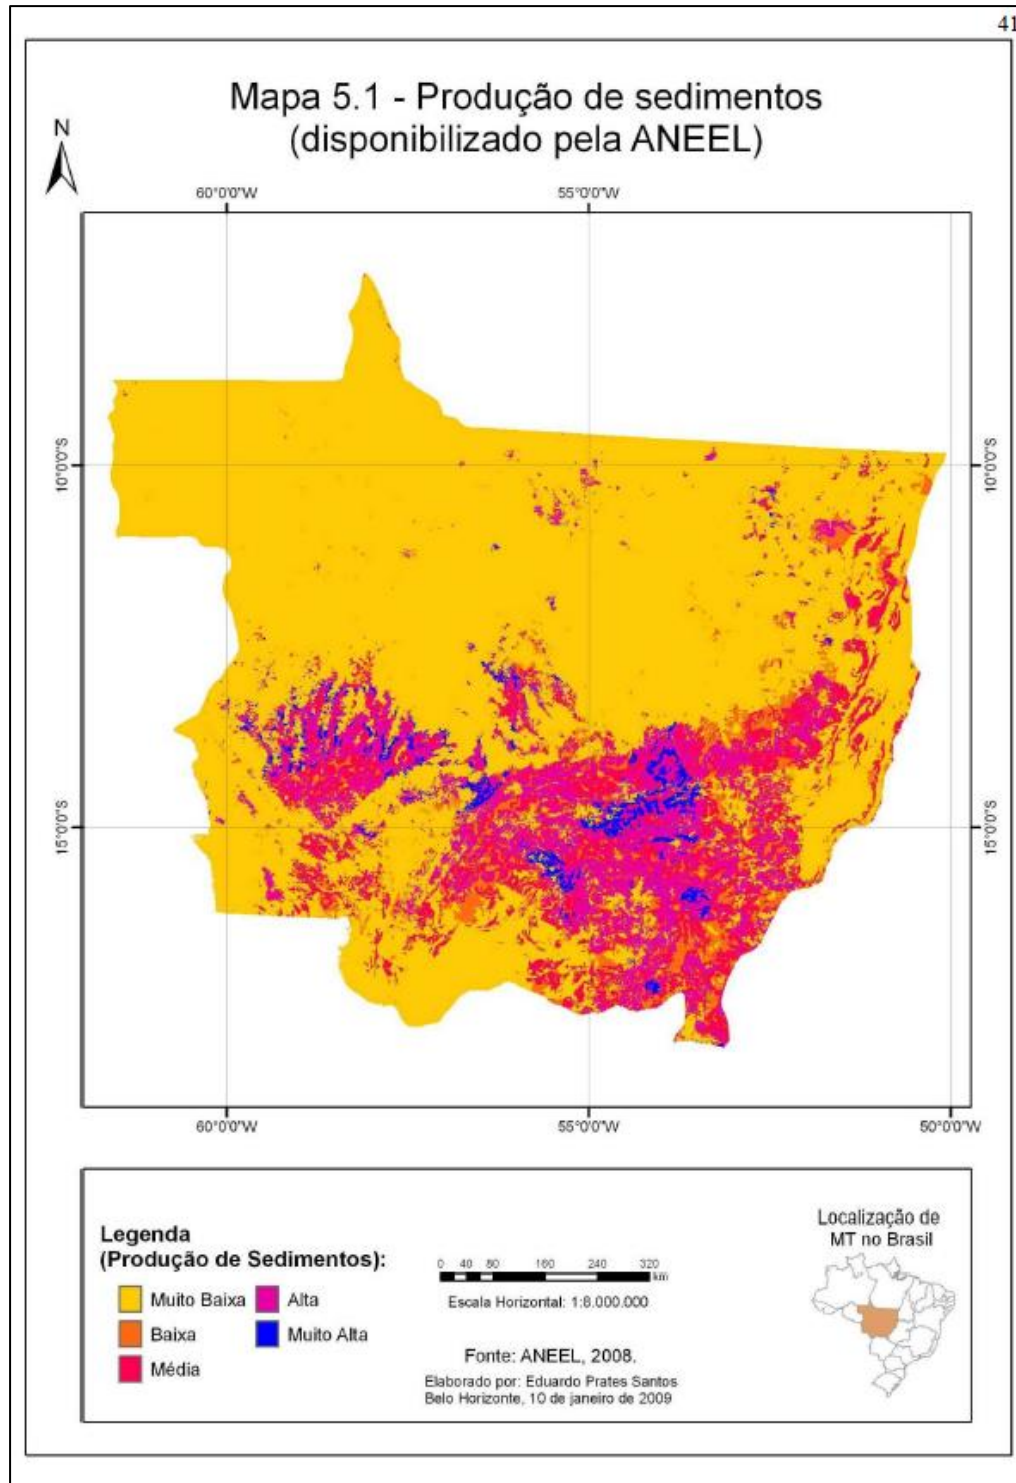 41
Mapa 5.1 - Produção de sedimentos
(disponibilizado pela ANEEL)
N
60°0'0"W 55°0'0"W
10°0'0"S 10°0'0"S
15°0'0"S 15°0'0"S
60°0'0"W 55°0'0"W 50°0'0"W
Legenda
(Produção de Sedimentos):
Muito Baixa
Baixa
Média
Alta
Muito Alta
0 40 80 160 240 320
km
Escala Horizontal: 1:8.000.000
Fonte: ANEEL, 2008.
Elaborado por: Eduardo Prates Santos
Belo Horizonte, 10 de janeiro de 2009
Localização de
MT no Brasil